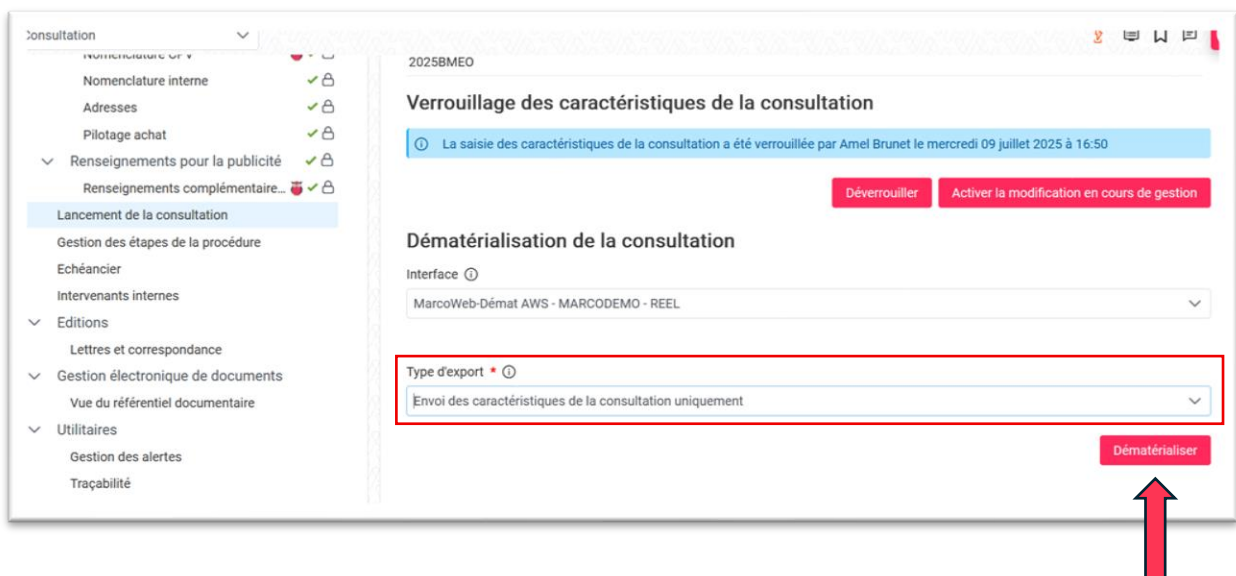 Consultation
2025BMEO
Nomenclature CPV
Nomenclature interne
Adresses
Pilotage achat
Renseignements pour la publicité
Renseignements complémentaire...
Lancement de la consultation
Gestion des étapes de la procédure
Echéancier
Intervenants internes
Editions
Lettres et correspondance
Gestion électronique de documents
Vue du référentiel documentaire
Utilitaires
Gestion des alertes
Traçabilité
Verrouillage des caractéristiques de la consultation
La saisie des caractéristiques de la consultation a été verrouillée par Amel Brunet le mercredi 09 juillet 2025 à 16:50
Déverrouiller
Activer la modification en cours de gestion
Dématérialisation de la consultation
Interface
MarcoWeb-Démat AWS - MARCODEMO - REEL
Type d'export *
Envoi des caractéristiques de la consultation uniquement
Dématérialiser